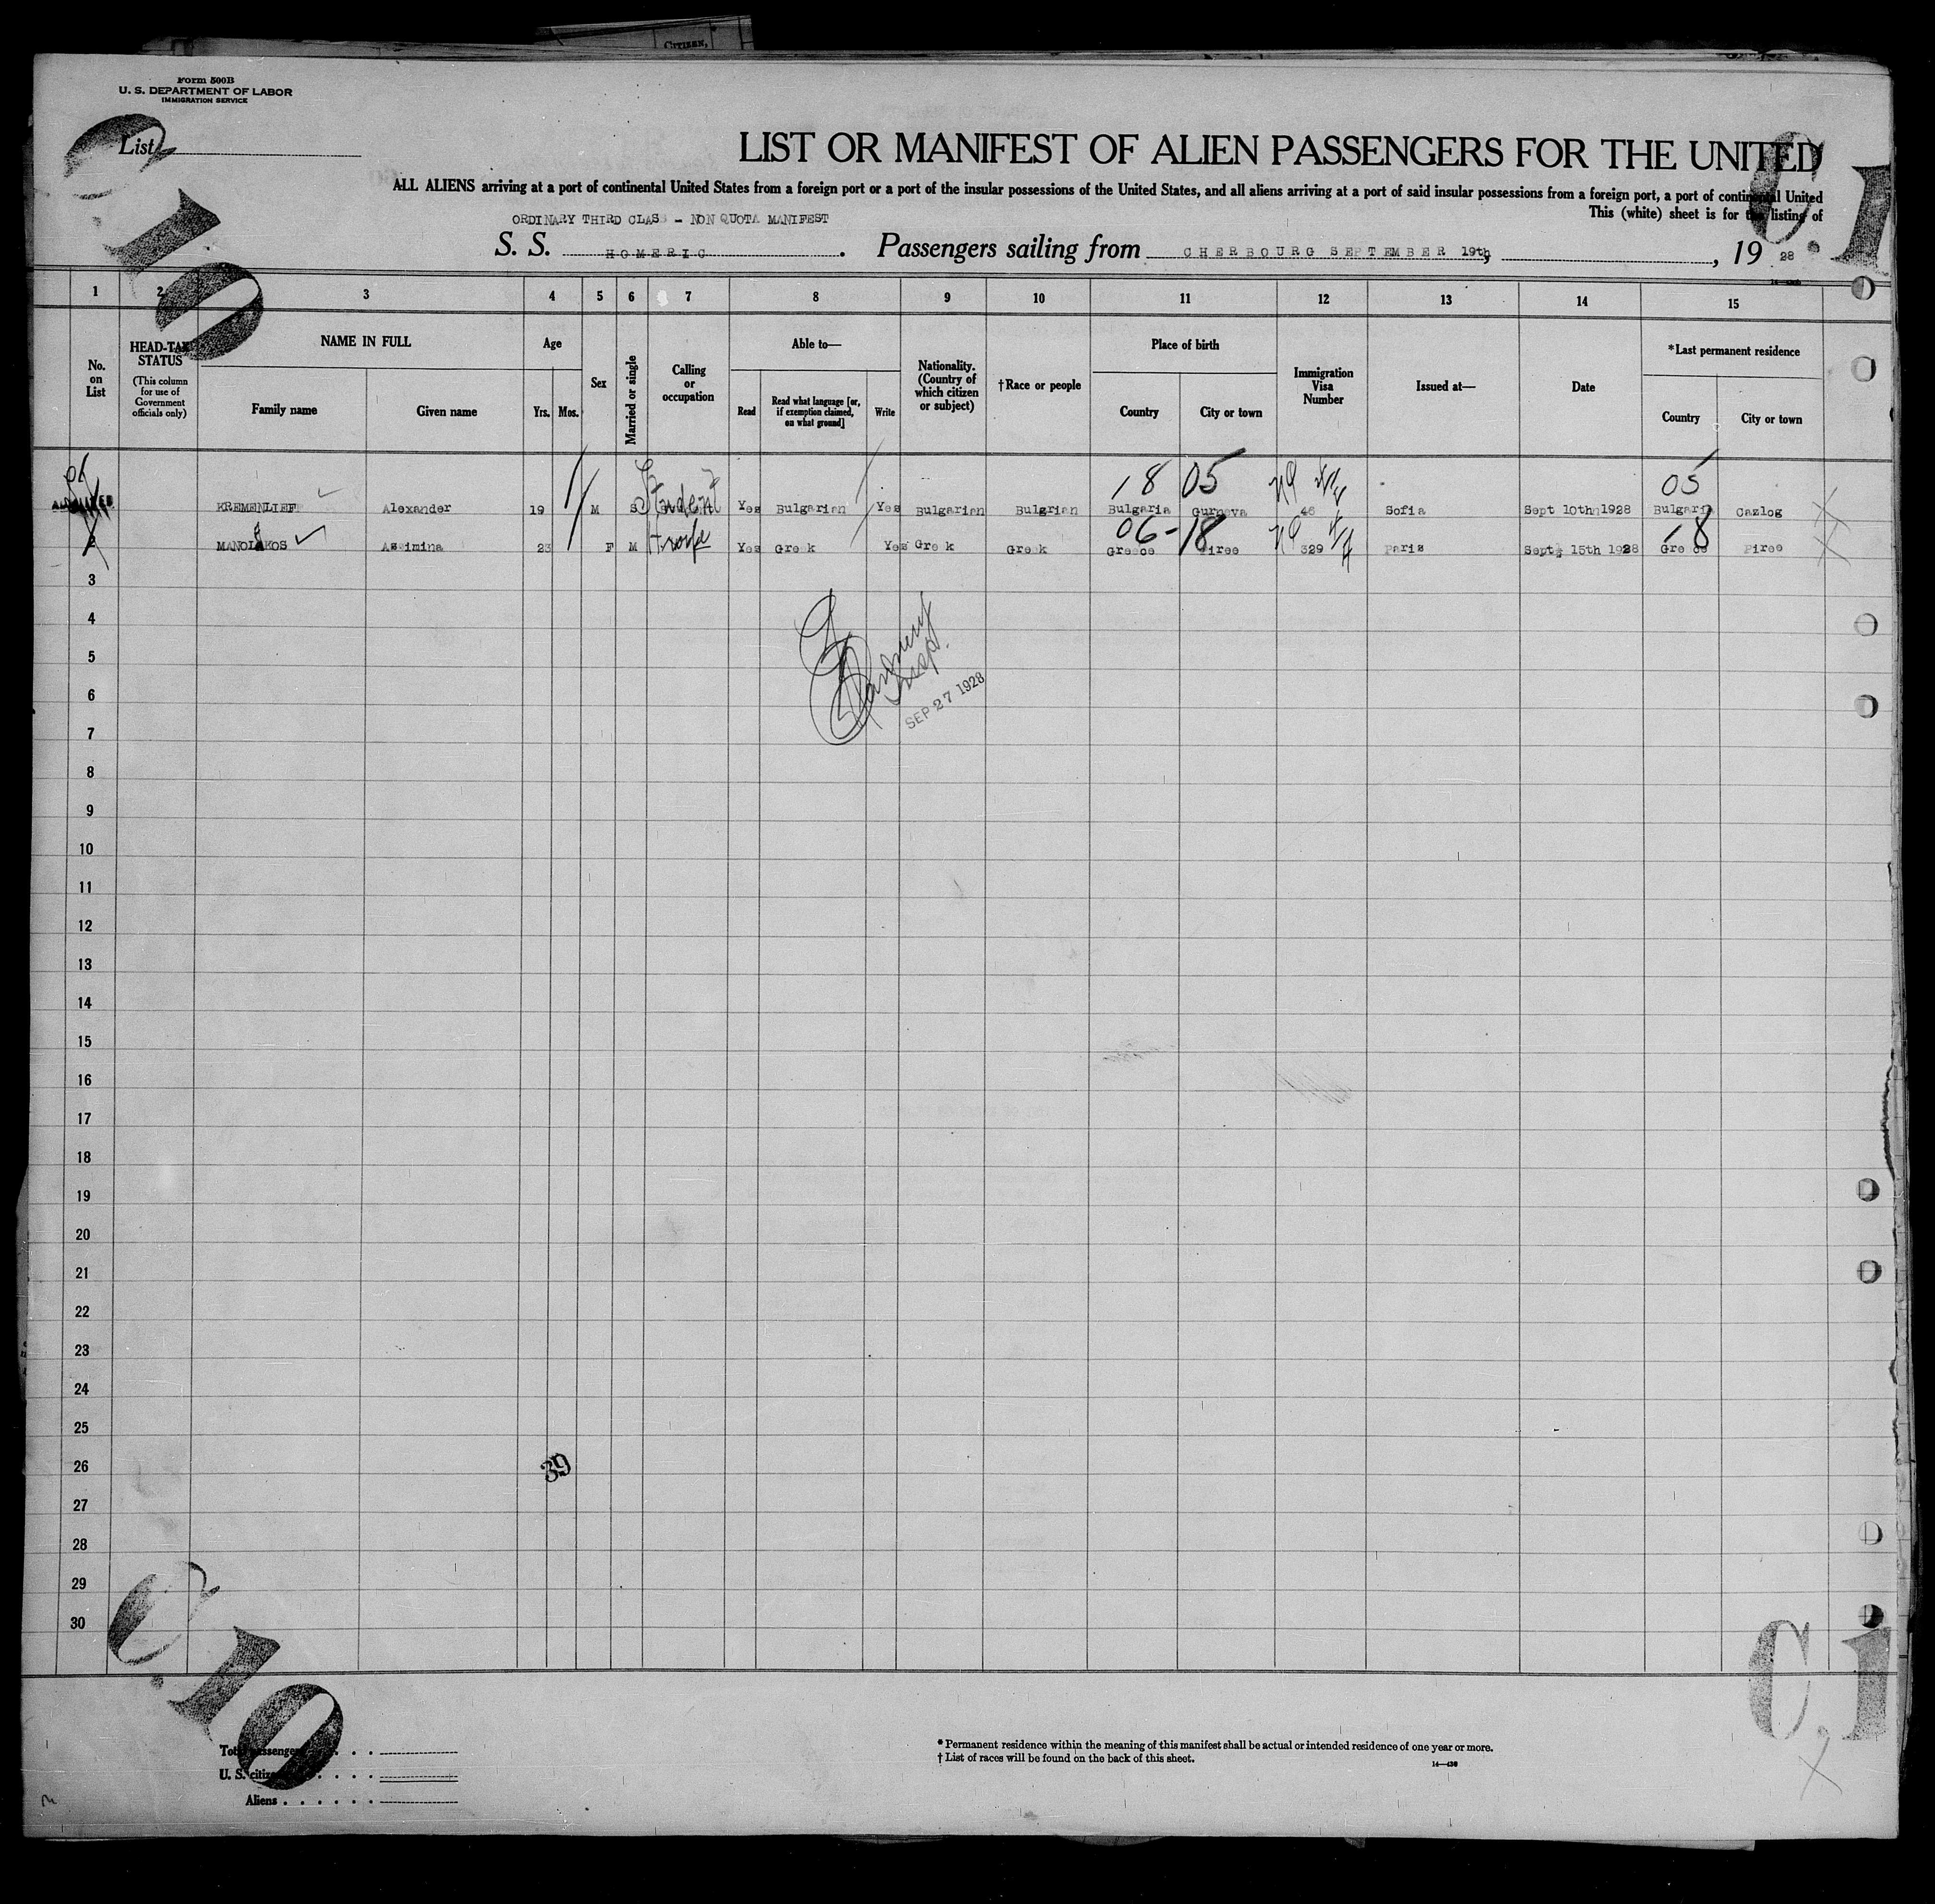 CITIZEN,
Form 500B
U. S. DEPARTMENT OF LABOR
IMMIGRATION SERVICE
List
C.10
C.1
LIST OR MANIFEST OF ALIEN PASSENGERS FOR THE UNITED
ALL ALIENS arriving at a port of continental United States from a foreign port or a port of the insular possessions of the United States, and all aliens arriving at a port of said insular possessions from a foreign port, a port of continental United
This (white) sheet is for the listing of
ORDINARY THIRD CLASS - NON QUOTA MANIFEST
S. S. HOMERIC. Passengers sailing from CHERBOURG SEPTEMBER 19th, , 19 28
1 2 3 4 5 6 7 8 9 10 11 12 13 14 15
No. on List
HEAD-TAX STATUS
(This column for use of Government officials only)
NAME IN FULL
Family name Given name
Age
Yrs. Mos.
Sex
Married or single
Calling or occupation
Able to—
Read Read what language [or, if exemption claimed, on what ground] Write
Nationality. (Country of which citizen or subject)
†Race or people
Place of birth
Country City or town
Immigration Visa Number
Issued at—
Date
*Last permanent residence
Country City or town
18 05 05
KREMENLIEF Alexander 19 M S Student Yes Bulgarian Yes Bulgarian Bulgrian Bulgaria Gurnova 48 Sofia Sept 10th 1928 Bulgaria Cazlog
06-18 18
2 MANOLAKOS Assimina 23 F M Yes Greek Yes Greek Greek Greece Piree 329 Paris Sept 15th 1928 Greece Piree
3
4
5
Insp.
6
SEP 27 1928
7
8
9
10
11
12
13
14
15
16
17
18
19
20
21
22
23
24
25
26
39
27
28
29
30
C.10
C.1
Total passengers . . .
U. S. citizens . . . .
Aliens . . . . . .
* Permanent residence within the meaning of this manifest shall be actual or intended residence of one year or more.
† List of races will be found on the back of this sheet.
14—430